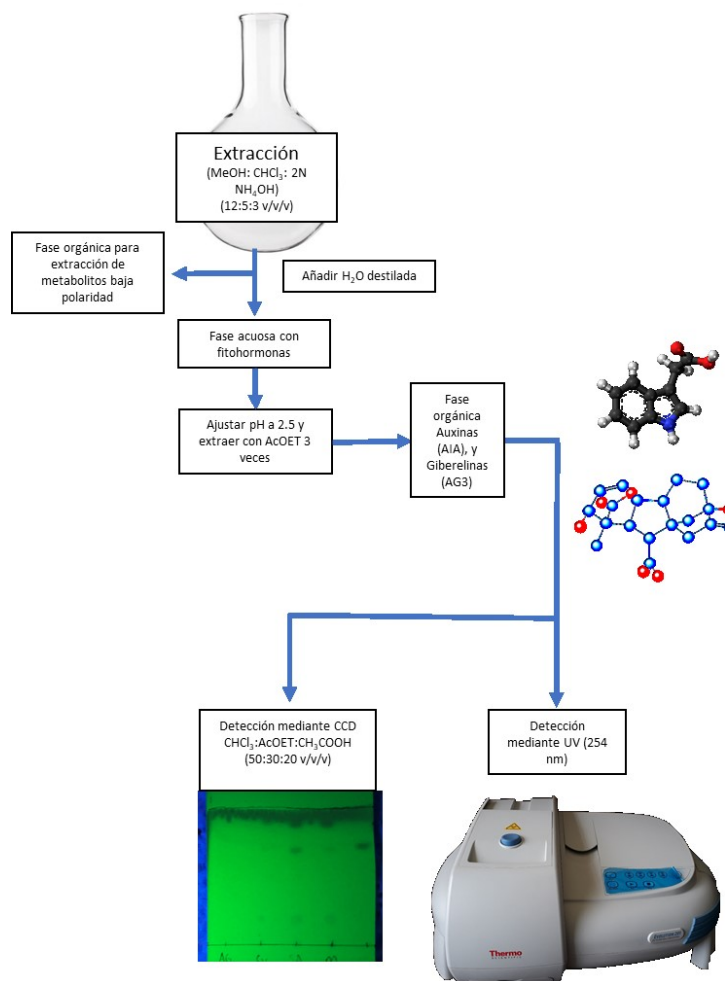 Extracción
(MeOH: CHCl₃: 2N
NH₄OH)
(12:5:3 v/v/v)
Fase orgánica para
extracción de
metabolitos baja
polaridad
Añadir H₂O destilada
Fase acuosa con
fitohormonas
Ajustar pH a 2.5 y
extraer con AcOET 3
veces
Fase
orgánica
Auxinas
(AIA), y
Giberelinas
(AG3)
Detección mediante CCD
CHCl₃:AcOET:CH₃COOH
(50:30:20 v/v/v)
Detección
mediante UV (254
nm)
Thermo
SCIENTIFIC